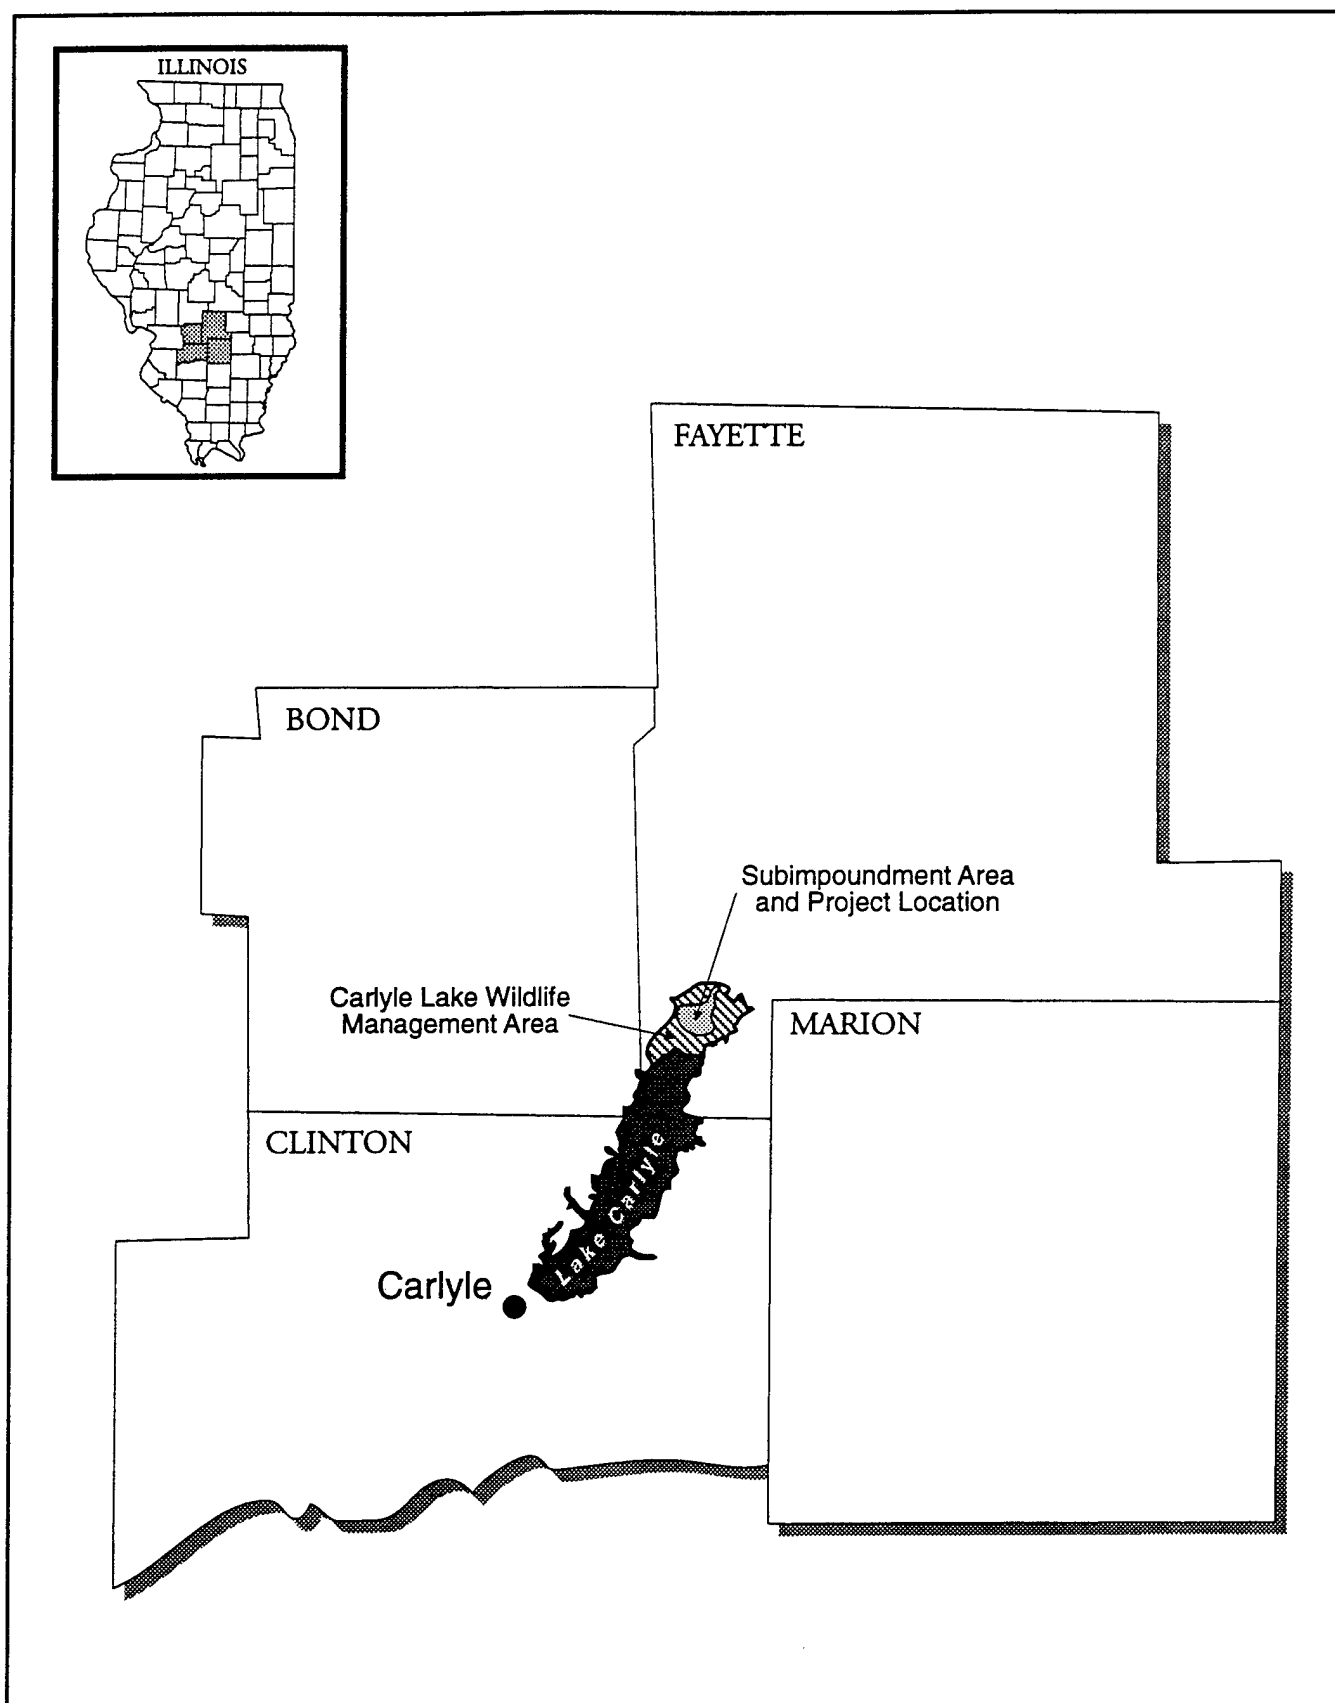 ILLINOIS
FAYETTE
BOND
Subimpoundment Area
and Project Location
Carlyle Lake Wildlife
Management Area
MARION
CLINTON
Lake Carlyle
Carlyle